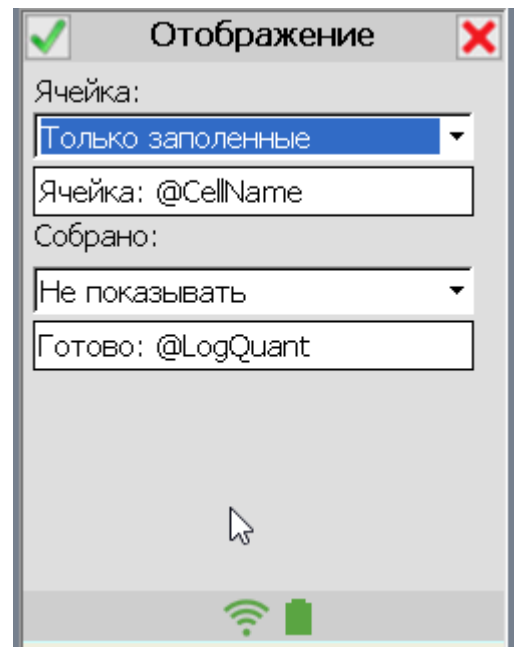 Отображение
Ячейка:
Только заполенные
Ячейка: @CellName
Собрано:
Не показывать
Готово: @LogQuant